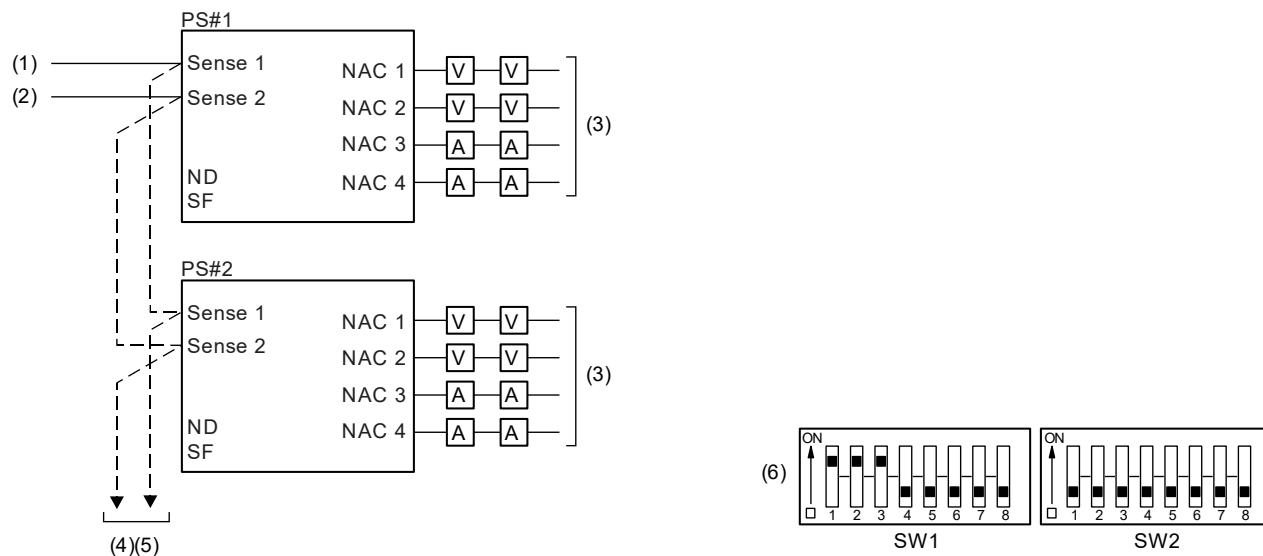 PS#1
(1)
Sense 1
NAC 1
V
V
(2)
Sense 2
NAC 2
V
V
(3)
NAC 3
A
A
ND
NAC 4
A
A
SF
PS#2
Sense 1
NAC 1
V
V
Sense 2
NAC 2
V
V
(3)
NAC 3
A
A
ND
NAC 4
A
A
SF
(4)(5)
(6)
ON
1 2 3 4 5 6 7 8
SW1
ON
1 2 3 4 5 6 7 8
SW2